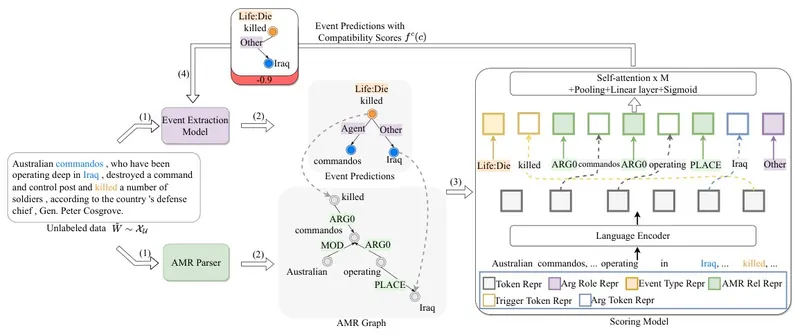 Life:Die
killed
Other
Iraq
-0.9
Event Predictions with
Compatibility Scores f^c(c)
(4)
(1)
Event Extraction
Model
(2)
Australian commandos , who have been
operating deep in Iraq , destroyed a command
and control post and killed a number of
soldiers , according to the country 's defense
chief , Gen. Peter Cosgrove.
Unlabeled data W̃ ∼ X_U
(1)
AMR Parser
(2)
Life:Die
killed
Agent
Other
commandos
Iraq
Event Predictions
killed
ARG0
commandos
MOD
ARG0
Australian
operating
PLACE
Iraq
AMR Graph
(3)
Self-attention x M
+Pooling+Linear layer+Sigmoid
Life:Die killed ARG0 commandos ARG0 operating PLACE Iraq Other
Language Encoder
Australian commandos, ... operating in Iraq, ... killed, ...
Token Repr Arg Role Repr Event Type Repr AMR Rel Repr
Trigger Token Repr Arg Token Repr
Scoring Model